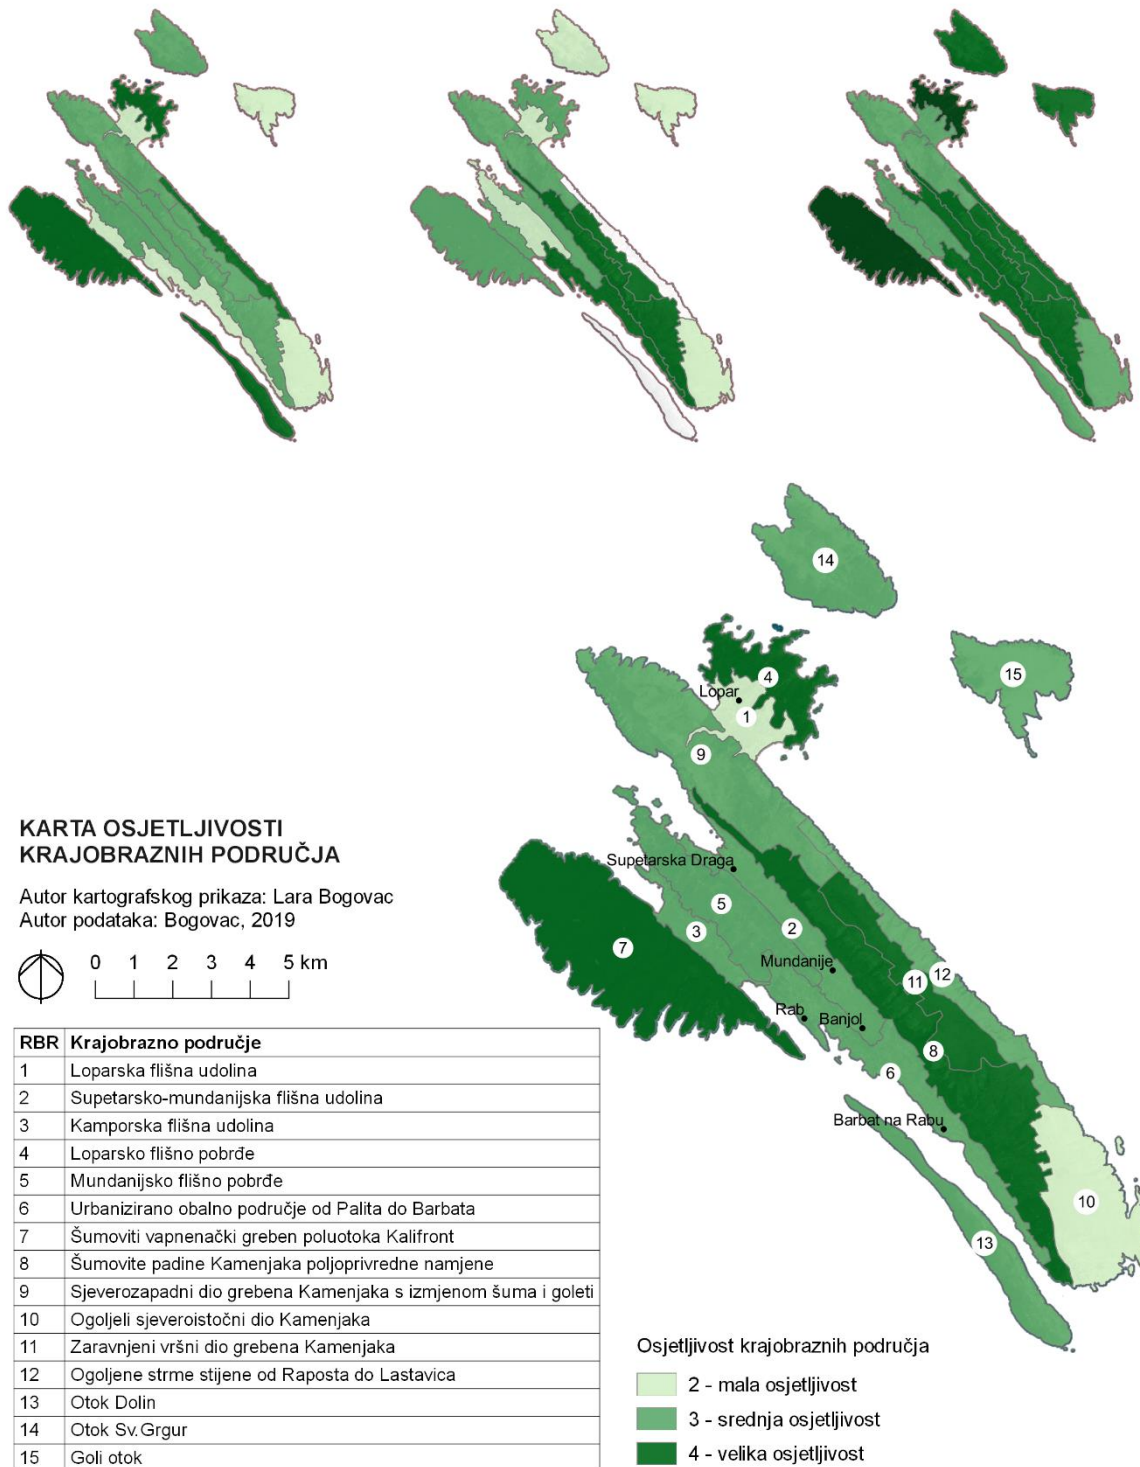 14
15
4
Lopar
1
9
KARTA OSJETLJIVOSTI
KRAJOBRAZNIH PODRUČJA
Autor kartografskog prikaza: Lara Bogovac
Autor podataka: Bogovac, 2019
0 1 2 3 4 5 km
Supetarska Draga
5
3
2
7
Mundanije
12
11
Rab
Banjol
8
6
Barbat na Rabu
10
13
RBR Krajobrazno područje
1 Loparska flišna udolina
2 Supetarsko-mundanijska flišna udolina
3 Kamporska flišna udolina
4 Loparsko flišno pobrđe
5 Mundanijsko flišno pobrđe
6 Urbanizirano obalno područje od Palita do Barbata
7 Šumoviti vapnenački greben poluotoka Kalifront
8 Šumovite padine Kamenjaka poljoprivredne namjene
9 Sjeverozapadni dio grebena Kamenjaka s izmjenom šuma i goleti
10 Ogoljeli sjeveroistočni dio Kamenjaka
11 Zaravnjeni vršni dio grebena Kamenjaka
12 Ogoljene strme stijene od Raposta do Lastavica
13 Otok Dolin
14 Otok Sv.Grgur
15 Goli otok
Osjetljivost krajobraznih područja
2 - mala osjetljivost
3 - srednja osjetljivost
4 - velika osjetljivost